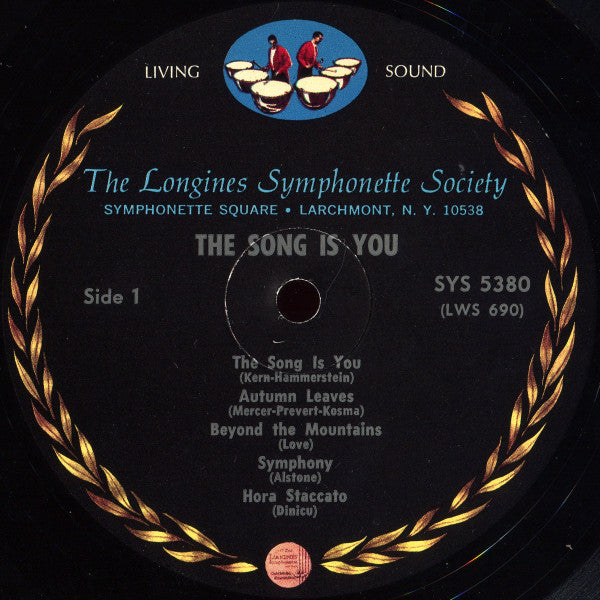 LIVING SOUND
The Longines Symphonette Society
SYMPHONETTE SQUARE • LARCHMONT, N. Y. 10538
THE SONG IS YOU
Side 1
SYS 5380
(LWS 690)
The Song Is You
(Kern-Hammerstein)
Autumn Leaves
(Mercer-Prevert-Kosma)
Beyond the Mountains
(Love)
Symphony
(Alstone)
Hora Staccato
(Dinicu)
LONGINES